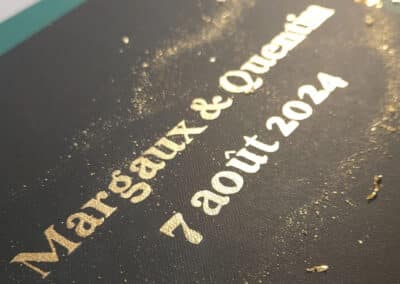 Margaux & Quentin
7 août 2024